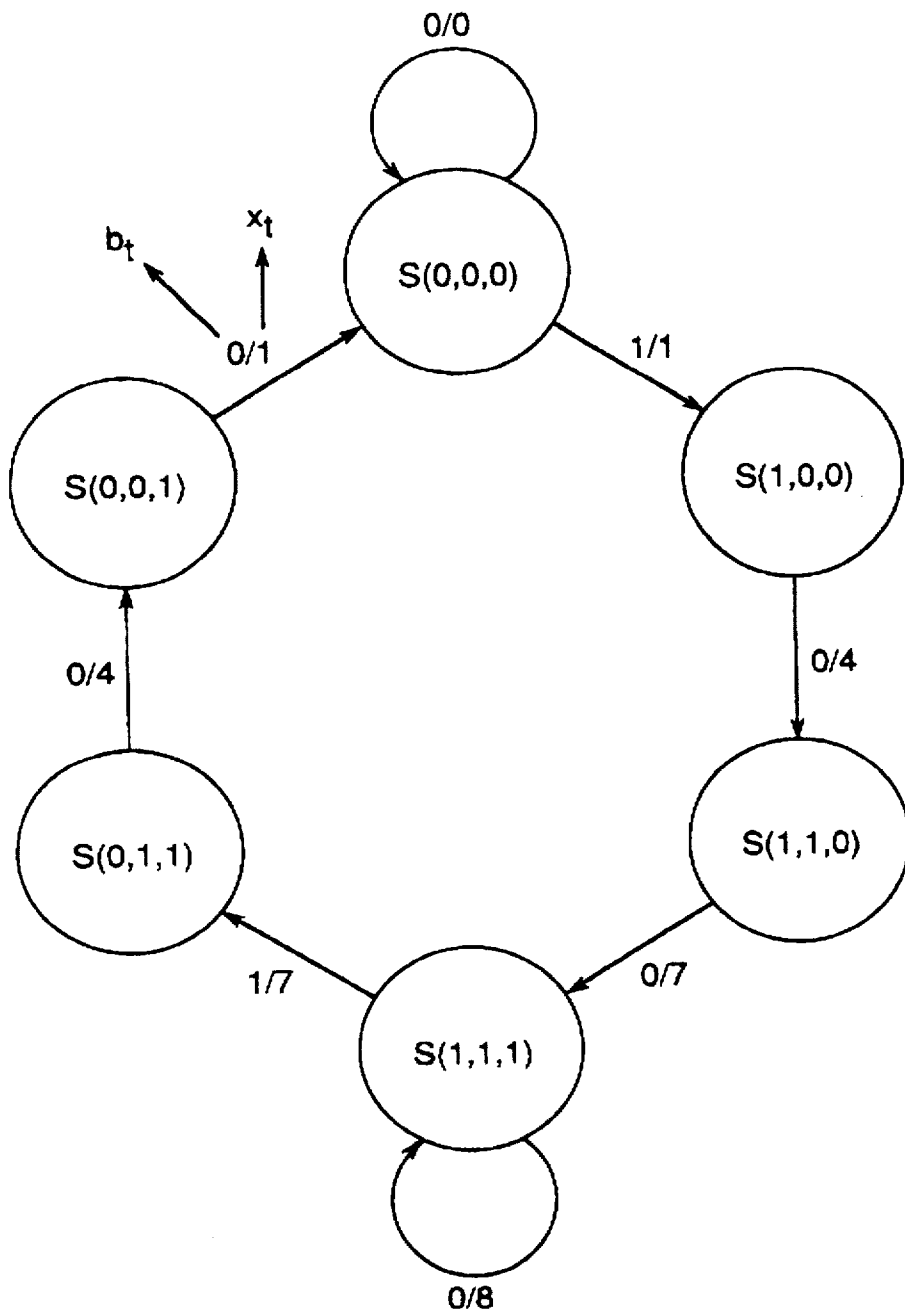 0/0
x_t
b_t
S(0,0,0)
0/1
1/1
S(0,0,1)
S(1,0,0)
0/4
0/4
S(0,1,1)
S(1,1,0)
1/7
0/7
S(1,1,1)
0/8